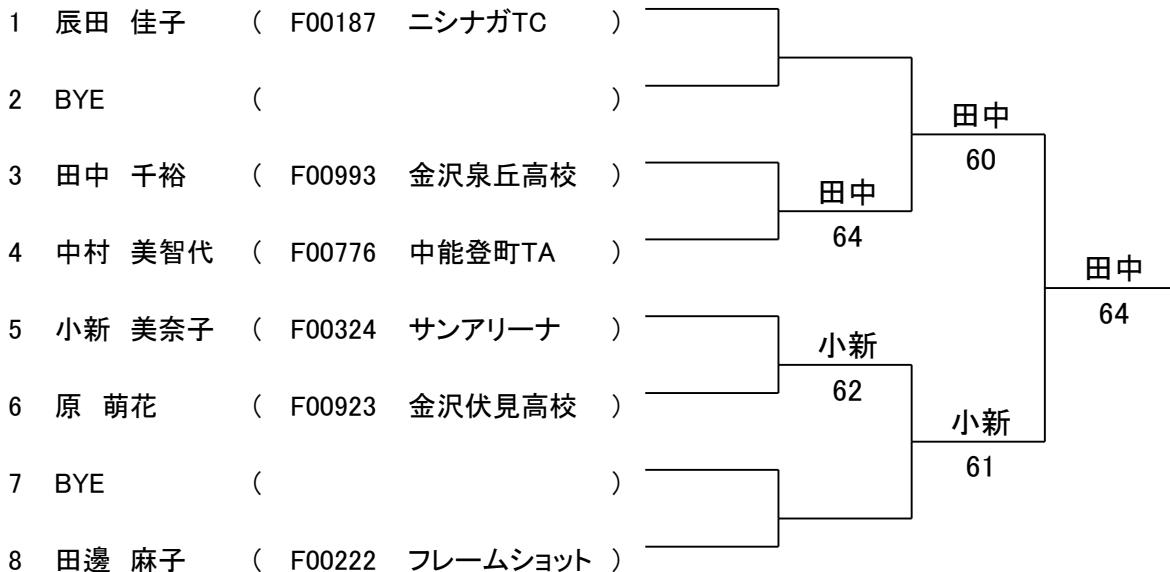 1 辰田 佳子 ( F00187 ニシナガTC )
2 BYE ( )
田中
3 田中 千裕 ( F00993 金沢泉丘高校 )
60
田中
64
4 中村 美智代 ( F00776 中能登町TA )
田中
5 小新 美奈子 ( F00324 サンアリーナ )
64
小新
62
6 原 萌花 ( F00923 金沢伏見高校 )
小新
61
7 BYE ( )
8 田邊 麻子 ( F00222 フレームショット )